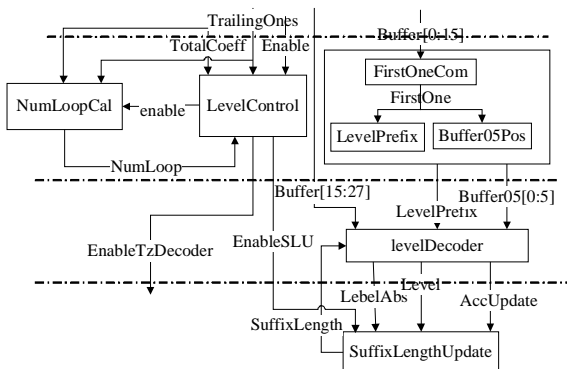 TrailingOnes
Buffer[0:15]
TotalCoeff
Enable
FirstOneCom
NumLoopCal
LevelControl
FirstOne
enable
LevelPrefix
Buffer05Pos
NumLoop
Buffer[15:27]
Buffer05[0:5]
LevelPrefix
EnableTzDecoder
EnableSLU
levelDecoder
Level
LebelAbs
AccUpdate
SuffixLength
SuffixLengthUpdate